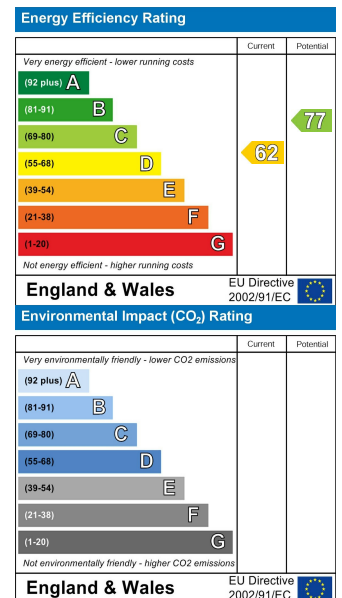 Energy Efficiency Rating
Current Potential
Very energy efficient - lower running costs
(92 plus) A
(81-91) B
(69-80) C
(55-68) D
(39-54) E
(21-38) F
(1-20) G
62
77
Not energy efficient - higher running costs
England & Wales
EU Directive
2002/91/EC
Environmental Impact (CO₂) Rating
Current Potential
Very environmentally friendly - lower CO2 emissions
(92 plus) A
(81-91) B
(69-80) C
(55-68) D
(39-54) E
(21-38) F
(1-20) G
Not environmentally friendly - higher CO2 emissions
England & Wales
EU Directive
2002/91/EC